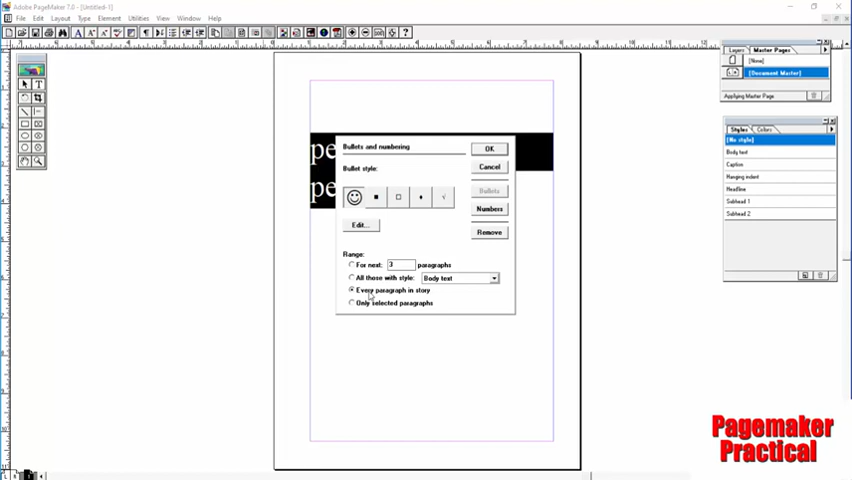 Adobe PageMaker 7.0 - [Untitled-1]
File Edit Layout Type Element Utilities View Window Help
Layers Master Pages
[None]
[Document Master]
Applying Master Page.
pe
pe
Bullets and numbering
Bullet style:
OK
Cancel
Bullets
Numbers
Remove
Edit...
Range:
For next: 3 paragraphs
All those with style: Body text
Every paragraph in story
Only selected paragraphs
Styles Colors
[No style]
Body text
Caption
Hanging indent
Headline
Subhead 1
Subhead 2
Pagemaker
Practical